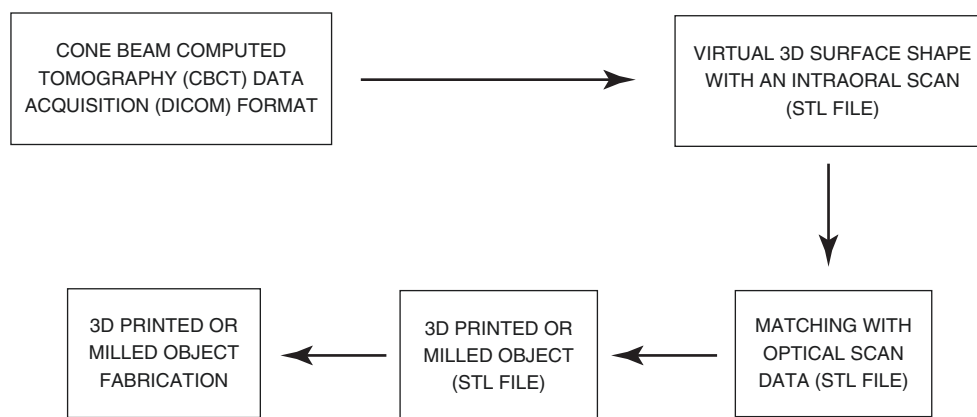 CONE BEAM COMPUTED
TOMOGRAPHY (CBCT) DATA
ACQUISITION (DICOM) FORMAT
VIRTUAL 3D SURFACE SHAPE
WITH AN INTRAORAL SCAN
(STL FILE)
MATCHING WITH
OPTICAL SCAN
DATA (STL FILE)
3D PRINTED OR
MILLED OBJECT
(STL FILE)
3D PRINTED OR
MILLED OBJECT
FABRICATION